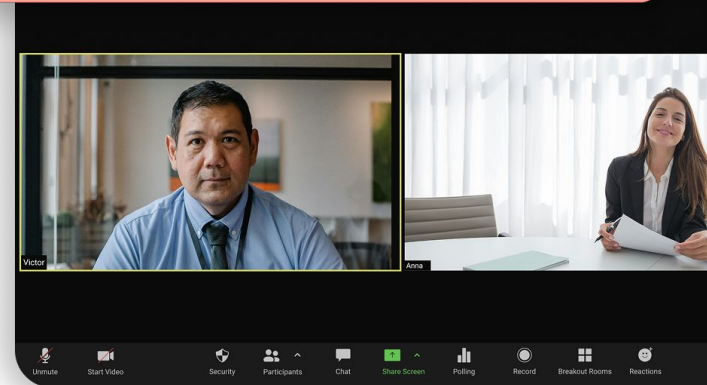 Victor
Anna
Unmute
Start Video
Security
Participants
Chat
Share Screen
Polling
Record
Breakout Rooms
Reactions